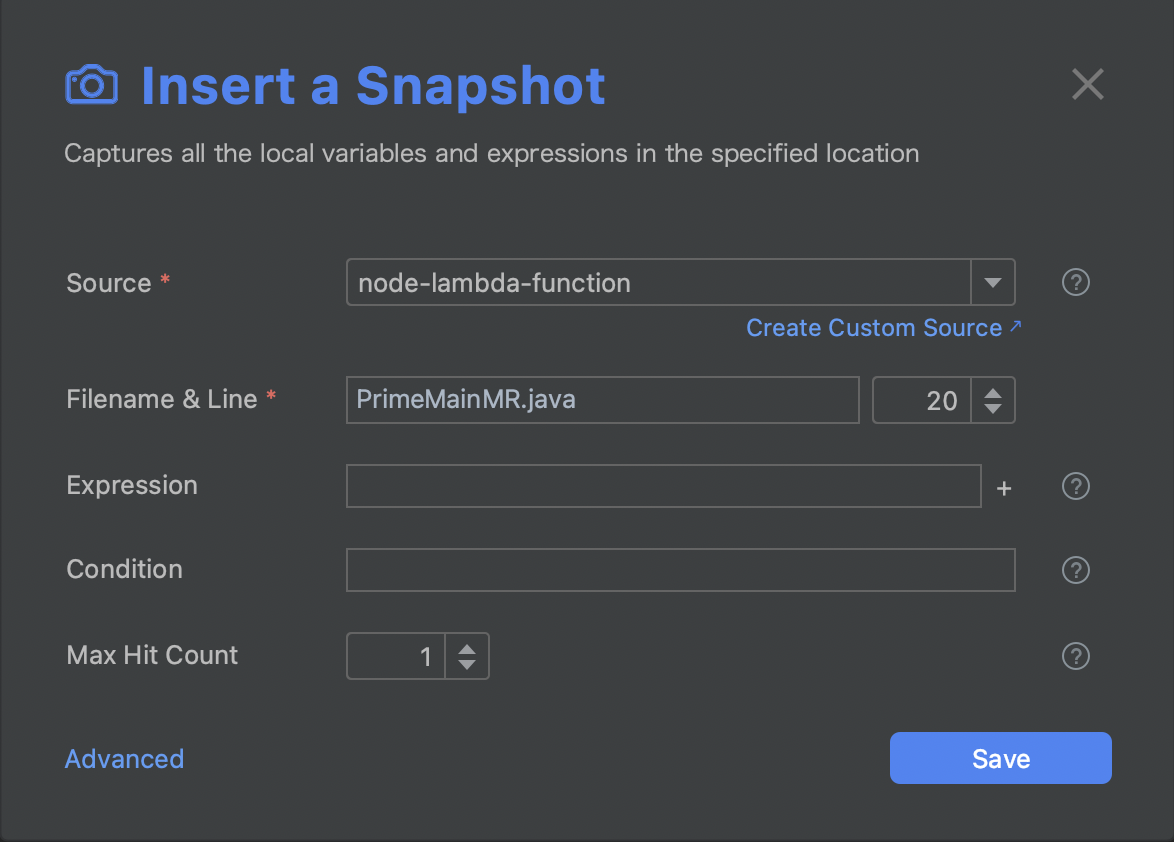 Insert a Snapshot
Captures all the local variables and expressions in the specified location
Source *
node-lambda-function
?
Create Custom Source ↗
Filename & Line *
PrimeMainMR.java
20
Expression
+
?
Condition
?
Max Hit Count
1
?
Advanced
Save